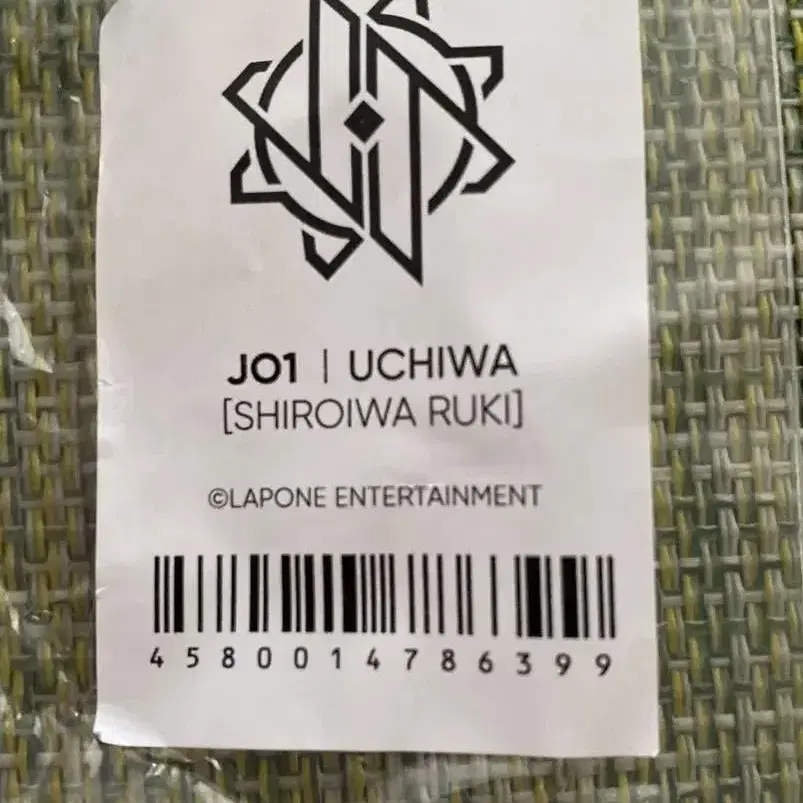 JO1 | UCHIWA
[SHIROIWA RUKI]
©LAPONE ENTERTAINMENT
4580014786399